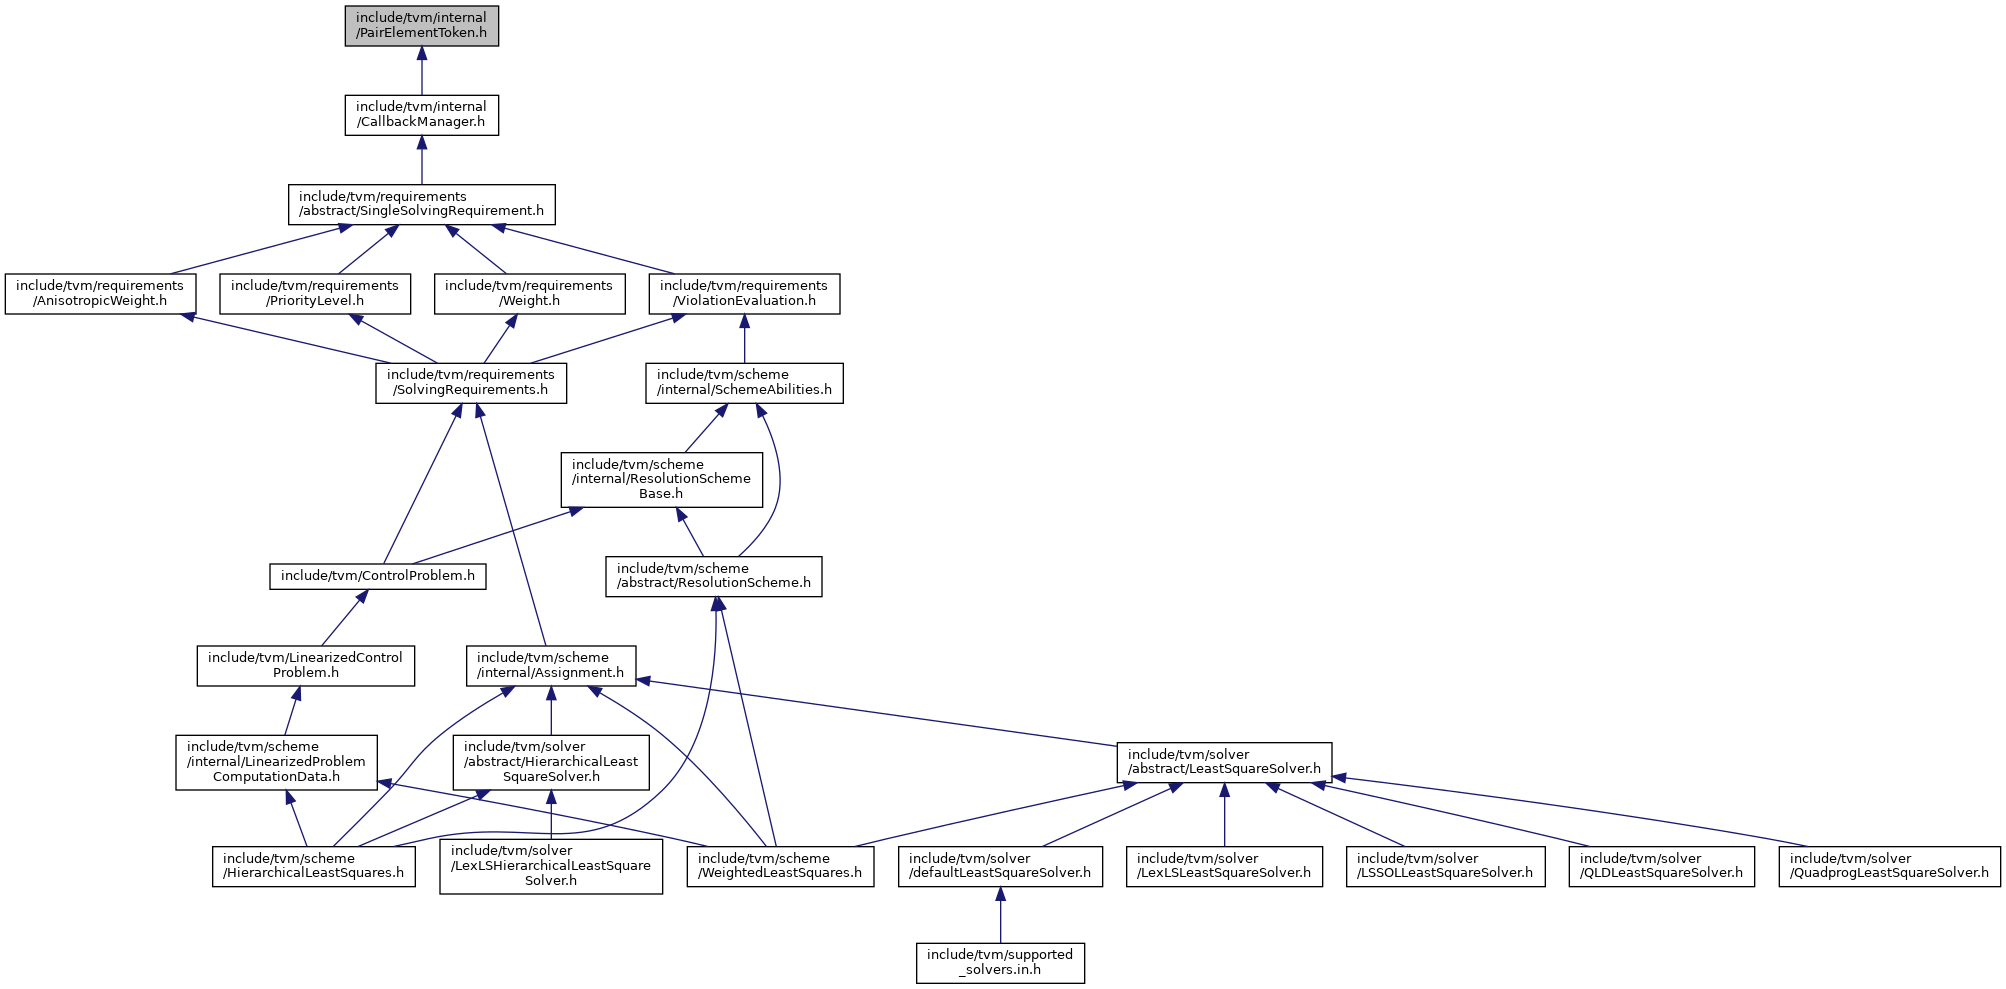 include/tvm/internal
/PairElementToken.h
include/tvm/internal
/CallbackManager.h
include/tvm/requirements
/abstract/SingleSolvingRequirement.h
include/tvm/requirements
/AnisotropicWeight.h
include/tvm/requirements
/PriorityLevel.h
include/tvm/requirements
/Weight.h
include/tvm/requirements
/ViolationEvaluation.h
include/tvm/requirements
/SolvingRequirements.h
include/tvm/scheme
/internal/SchemeAbilities.h
include/tvm/scheme
/internal/ResolutionScheme
Base.h
include/tvm/ControlProblem.h
include/tvm/scheme
/abstract/ResolutionScheme.h
include/tvm/LinearizedControl
Problem.h
include/tvm/scheme
/internal/Assignment.h
include/tvm/scheme
/internal/LinearizedProblem
ComputationData.h
include/tvm/solver
/abstract/HierarchicalLeast
SquareSolver.h
include/tvm/solver
/abstract/LeastSquareSolver.h
include/tvm/scheme
/HierarchicalLeastSquares.h
include/tvm/solver
/LexLSHierarchicalLeastSquare
Solver.h
include/tvm/scheme
/WeightedLeastSquares.h
include/tvm/solver
/defaultLeastSquareSolver.h
include/tvm/solver
/LexLSLeastSquareSolver.h
include/tvm/solver
/LSSOLLeastSquareSolver.h
include/tvm/solver
/QLDLeastSquareSolver.h
include/tvm/solver
/QuadprogLeastSquareSolver.h
include/tvm/supported
_solvers.in.h